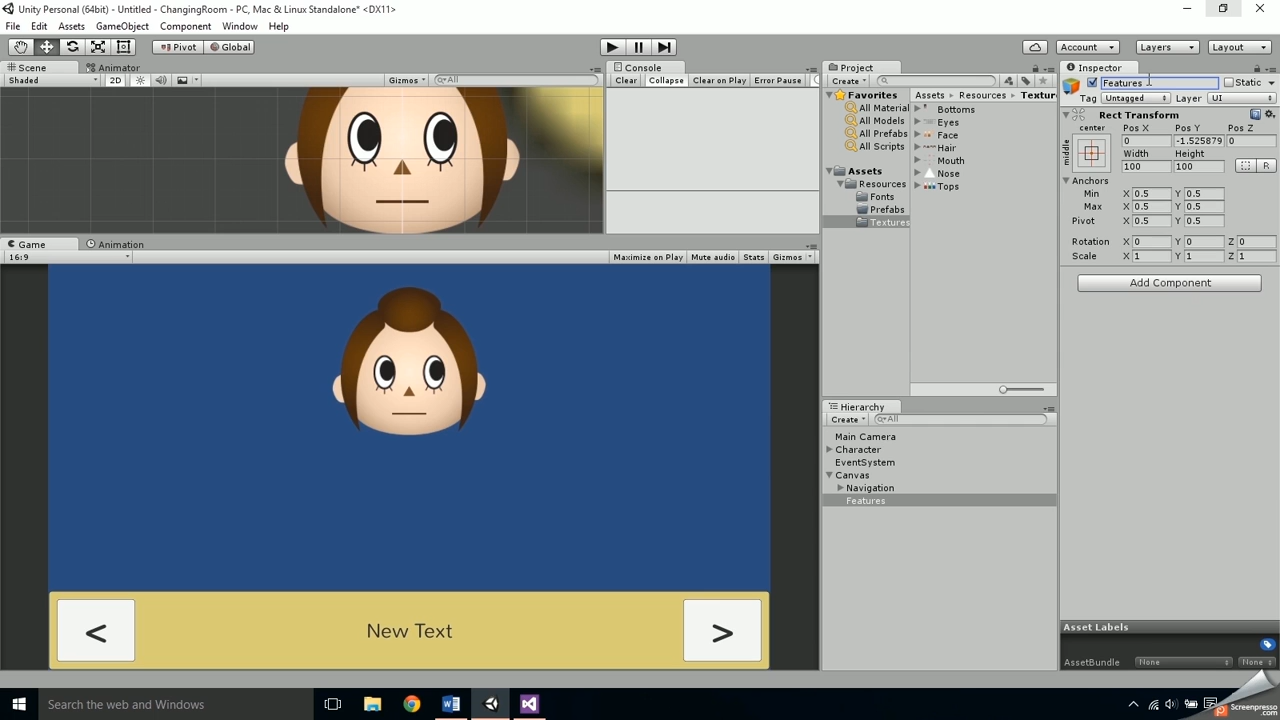 Unity Personal (64bit) - Untitled - ChangingRoom - PC, Mac & Linux Standalone* <DX11>
File Edit Assets GameObject Component Window Help
Pivot Global Account Layers Layout
Scene Animator
Shaded 2D Gizmos All
Console
Clear Collapse Clear on Play Error Pause
Project
Create
Favorites
All Material
All Models
All Prefabs
All Scripts
Assets
Resources
Fonts
Prefabs
Textures
Assets Resources Textur
Bottoms
Eyes
Face
Hair
Mouth
Nose
Tops
Inspector
Features Static
Tag Untagged Layer UI
Rect Transform
center
middle
Pos X Pos Y Pos Z
0 -1.525879 0
Width Height
100 100
R
Anchors
Min X 0.5 Y 0.5
Max X 0.5 Y 0.5
Pivot X 0.5 Y 0.5
Rotation X 0 Y 0 Z 0
Scale X 1 Y 1 Z 1
Add Component
Game Animation
16:9 Maximize on Play Mute audio Stats Gizmos
< New Text >
Hierarchy
Create All
Main Camera
Character
EventSystem
Canvas
Navigation
Features
Asset Labels
AssetBundle None None
Search the web and Windows
Screenpresso
.com